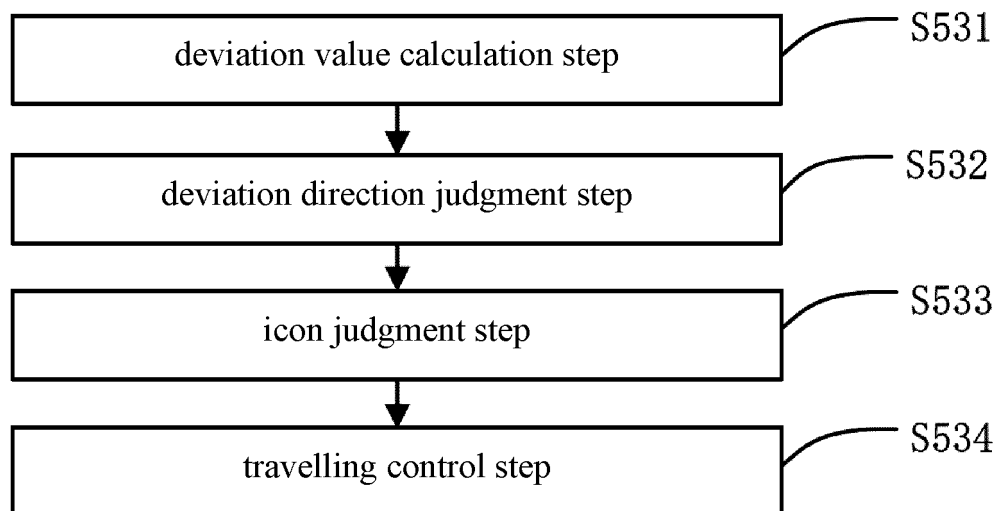 deviation value calculation step
S531
deviation direction judgment step
S532
icon judgment step
S533
travelling control step
S534